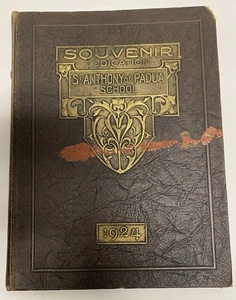 SOUVENIR
DEDICATION
ST ANTHONY OF PADUA
SCHOOL
1924